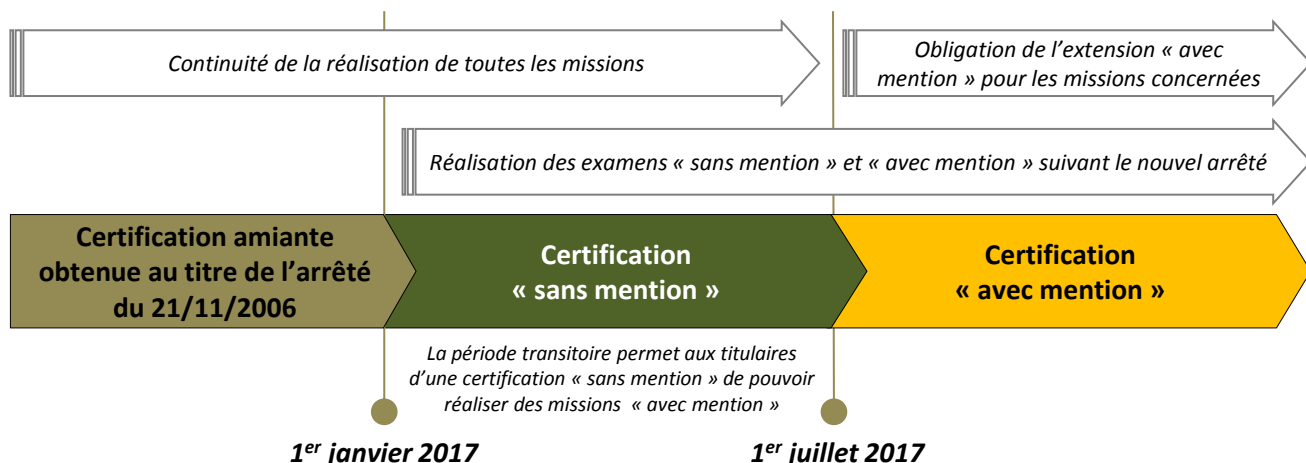 Continuité de la réalisation de toutes les missions
Obligation de l’extension « avec
mention » pour les missions concernées
Réalisation des examens « sans mention » et « avec mention » suivant le nouvel arrêté
Certification amiante
obtenue au titre de l’arrêté
du 21/11/2006
Certification
« sans mention »
Certification
« avec mention »
La période transitoire permet aux titulaires
d’une certification « sans mention » de pouvoir
réaliser des missions « avec mention »
1er janvier 2017
1er juillet 2017